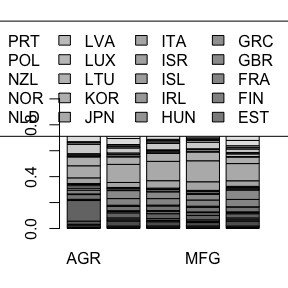 PRT LVA ITA GRC
POL LUX ISR GBR
NZL LTU ISL FRA
NOR KOR IRL FIN
NLD JPN HUN EST
0.4
0.0
AGR MFG